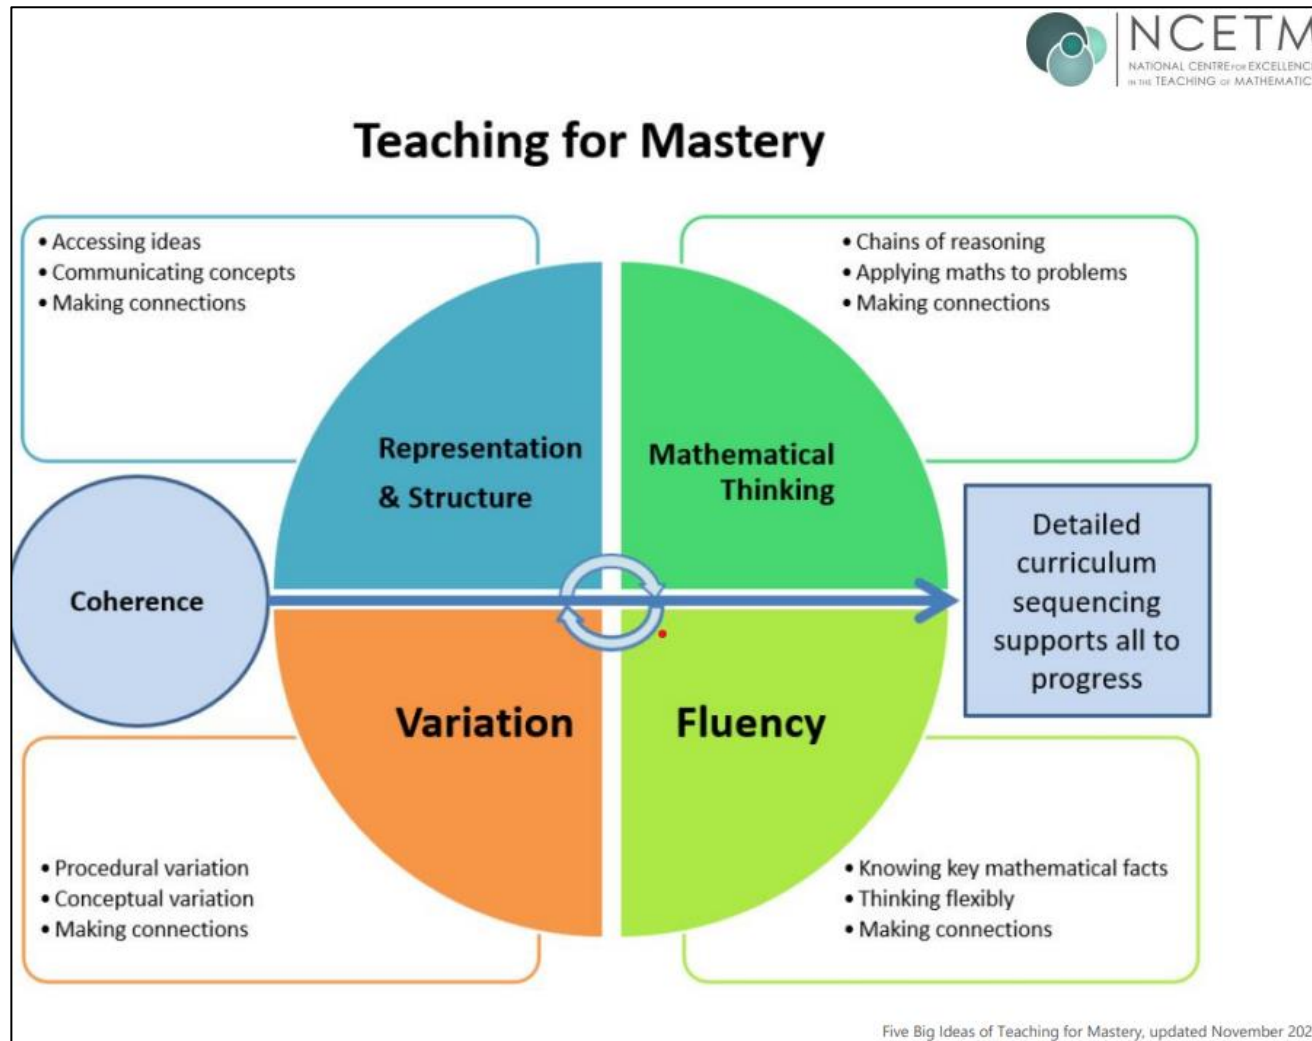 NCETM
NATIONAL CENTRE FOR EXCELLENCE
IN THE TEACHING OF MATHEMATIC
Teaching for Mastery
• Accessing ideas
• Communicating concepts
• Making connections
• Chains of reasoning
• Applying maths to problems
• Making connections
Representation
& Structure
Mathematical
Thinking
Coherence
Detailed
curriculum
sequencing
supports all to
progress
Variation
Fluency
• Procedural variation
• Conceptual variation
• Making connections
• Knowing key mathematical facts
• Thinking flexibly
• Making connections
Five Big Ideas of Teaching for Mastery, updated November 202